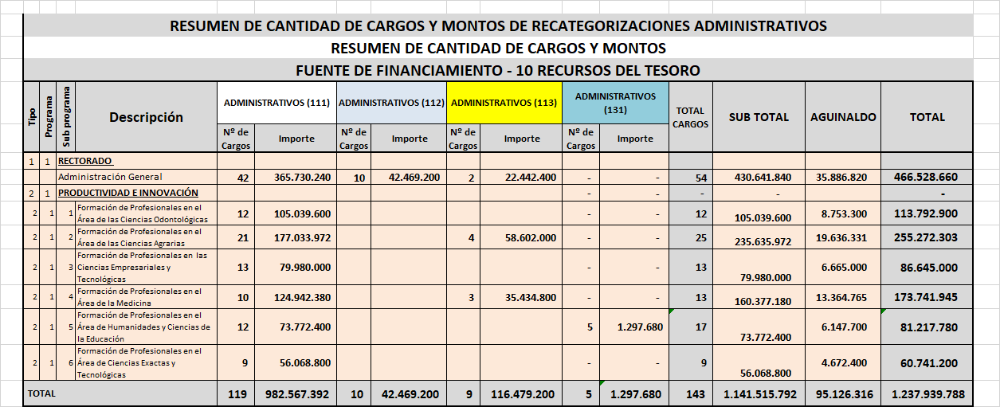 RESUMEN DE CANTIDAD DE CARGOS Y MONTOS DE RECATEGORIZACIONES ADMINISTRATIVOS
RESUMEN DE CANTIDAD DE CARGOS Y MONTOS
FUENTE DE FINANCIAMIENTO - 10 RECURSOS DEL TESORO
Tipo Programa Sub programa Descripción ADMINISTRATIVOS (111) ADMINISTRATIVOS (112) ADMINISTRATIVOS (113) ADMINISTRATIVOS (131) TOTAL CARGOS SUB TOTAL AGUINALDO TOTAL
Nº de Cargos Importe Nº de Cargos Importe Nº de Cargos Importe Nº de Cargos Importe
1 1 RECTORADO
Administración General 42 365.730.240 10 42.469.200 2 22.442.400 - - 54 430.641.840 35.886.820 466.528.660
2 1 PRODUCTIVIDAD E INNOVACIÓN - - - - -
2 1 1 Formación de Profesionales en el
Área de las Ciencias Odontológicas 12 105.039.600 - - 12 105.039.600 8.753.300 113.792.900
2 1 2 Formación de Profesionales en el
Área de las Ciencias Agrarias 21 177.033.972 4 58.602.000 - - 25 235.635.972 19.636.331 255.272.303
2 1 3 Formación de Profesionales en las
Ciencias Empresariales y
Tecnológicas 13 79.980.000 - - 13 79.980.000 6.665.000 86.645.000
2 1 4 Formación de Profesionales en el
Área de la Medicina 10 124.942.380 3 35.434.800 - - 13 160.377.180 13.364.765 173.741.945
2 1 5 Formación de Profesionales en el
Área de Humanidades y Ciencias de
la Educación 12 73.772.400 5 1.297.680 17 73.772.400 6.147.700 81.217.780
2 1 6 Formación de Profesionales en el
Área de Ciencias Exactas y
Tecnológicas 9 56.068.800 - - 9 56.068.800 4.672.400 60.741.200
TOTAL 119 982.567.392 10 42.469.200 9 116.479.200 5 1.297.680 143 1.141.515.792 95.126.316 1.237.939.788